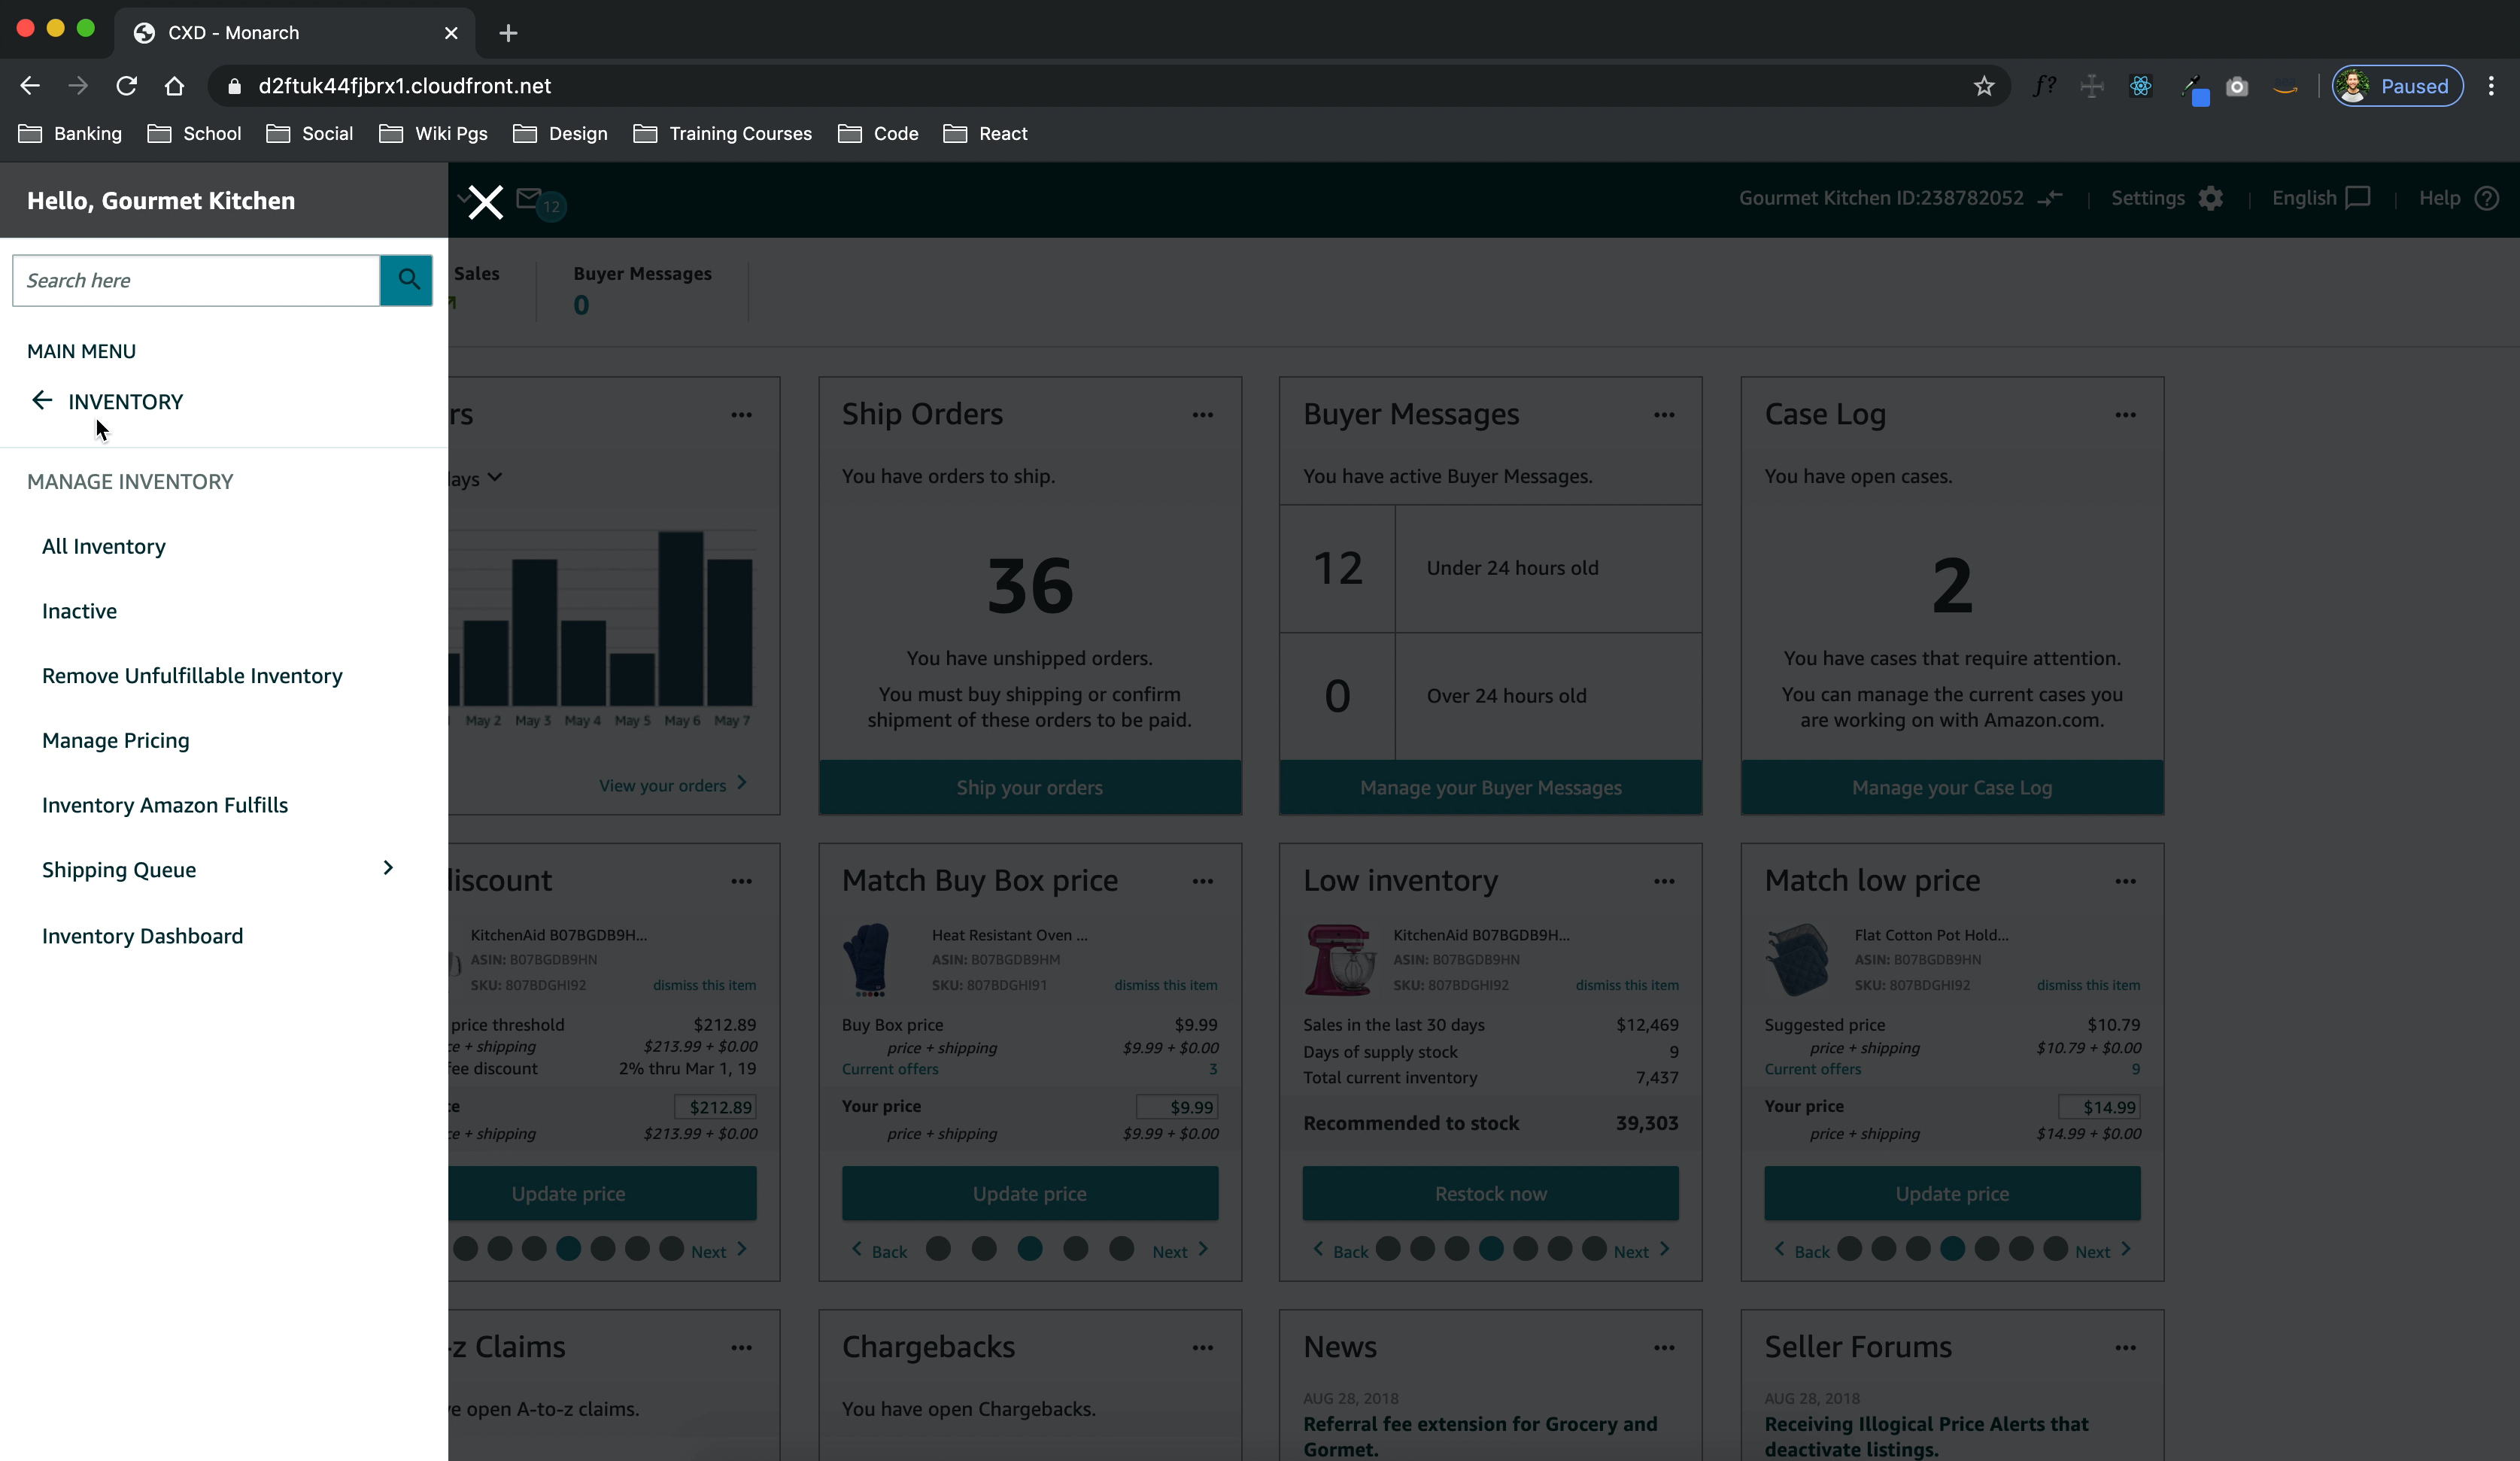 CXD - Monarch
d2ftuk44fjbrx1.cloudfront.net
Paused
Banking School Social Wiki Pgs Design Training Courses Code React
Hello, Gourmet Kitchen
12
Gourmet Kitchen ID:238782052 Settings English Help
Search here
Sales
Buyer Messages
0
MAIN MENU
INVENTORY
MANAGE INVENTORY
All Inventory
Inactive
Remove Unfulfillable Inventory
Manage Pricing
Inventory Amazon Fulfills
Shipping Queue
Inventory Dashboard
rs
ays
May 2 May 3 May 4 May 5 May 6 May 7
View your orders
Ship Orders
You have orders to ship.
36
You have unshipped orders.
You must buy shipping or confirm
shipment of these orders to be paid.
Ship your orders
Buyer Messages
You have active Buyer Messages.
12 Under 24 hours old
0 Over 24 hours old
Manage your Buyer Messages
Case Log
You have open cases.
2
You have cases that require attention.
You can manage the current cases you
are working on with Amazon.com.
Manage your Case Log
iscount
KitchenAid B07BGDB9H...
ASIN: B07BGDB9HN
SKU: 807BDGHI92 dismiss this item
price threshold $212.89
ce + shipping $213.99 + $0.00
fee discount 2% thru Mar 1, 19
ce $212.89
ce + shipping $213.99 + $0.00
Update price
Next
Match Buy Box price
Heat Resistant Oven ...
ASIN: B07BGDB9HM
SKU: 807BDGHI91 dismiss this item
Buy Box price $9.99
price + shipping $9.99 + $0.00
Current offers 3
Your price $9.99
price + shipping $9.99 + $0.00
Update price
Back Next
Low inventory
KitchenAid B07BGDB9H...
ASIN: B07BGDB9HN
SKU: 807BDGHI92 dismiss this item
Sales in the last 30 days $12,469
Days of supply stock 9
Total current inventory 7,437
Recommended to stock 39,303
Restock now
Back Next
Match low price
Flat Cotton Pot Hold...
ASIN: B07BGDB9HN
SKU: 807BDGHI92 dismiss this item
Suggested price $10.79
price + shipping $10.79 + $0.00
Current offers 9
Your price $14.99
price + shipping $14.99 + $0.00
Update price
Back Next
-z Claims
ve open A-to-z claims.
Chargebacks
You have open Chargebacks.
News
AUG 28, 2018
Referral fee extension for Grocery and
Gormet.
Seller Forums
AUG 28, 2018
Receiving Illogical Price Alerts that
deactivate listings.